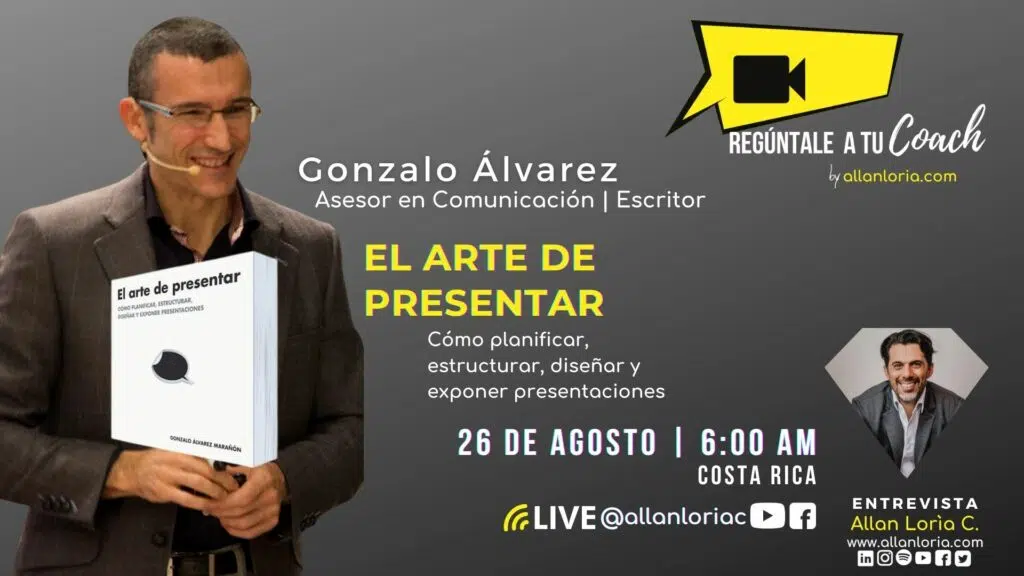 REGÚNTALE A TU Coach
by allanloria.com
Gonzalo Álvarez
Asesor en Comunicación | Escritor
EL ARTE DE
PRESENTAR
Cómo planificar,
estructurar, diseñar y
exponer presentaciones
El arte de presentar
CÓMO PLANIFICAR, ESTRUCTURAR,
DISEÑAR Y EXPONER PRESENTACIONES
GONZALO ÁLVAREZ MARAÑÓN
26 DE AGOSTO | 6:00 AM
COSTA RICA
LIVE @allanloriac
ENTREVISTA
Allan Lorìa C.
www.allanloria.com